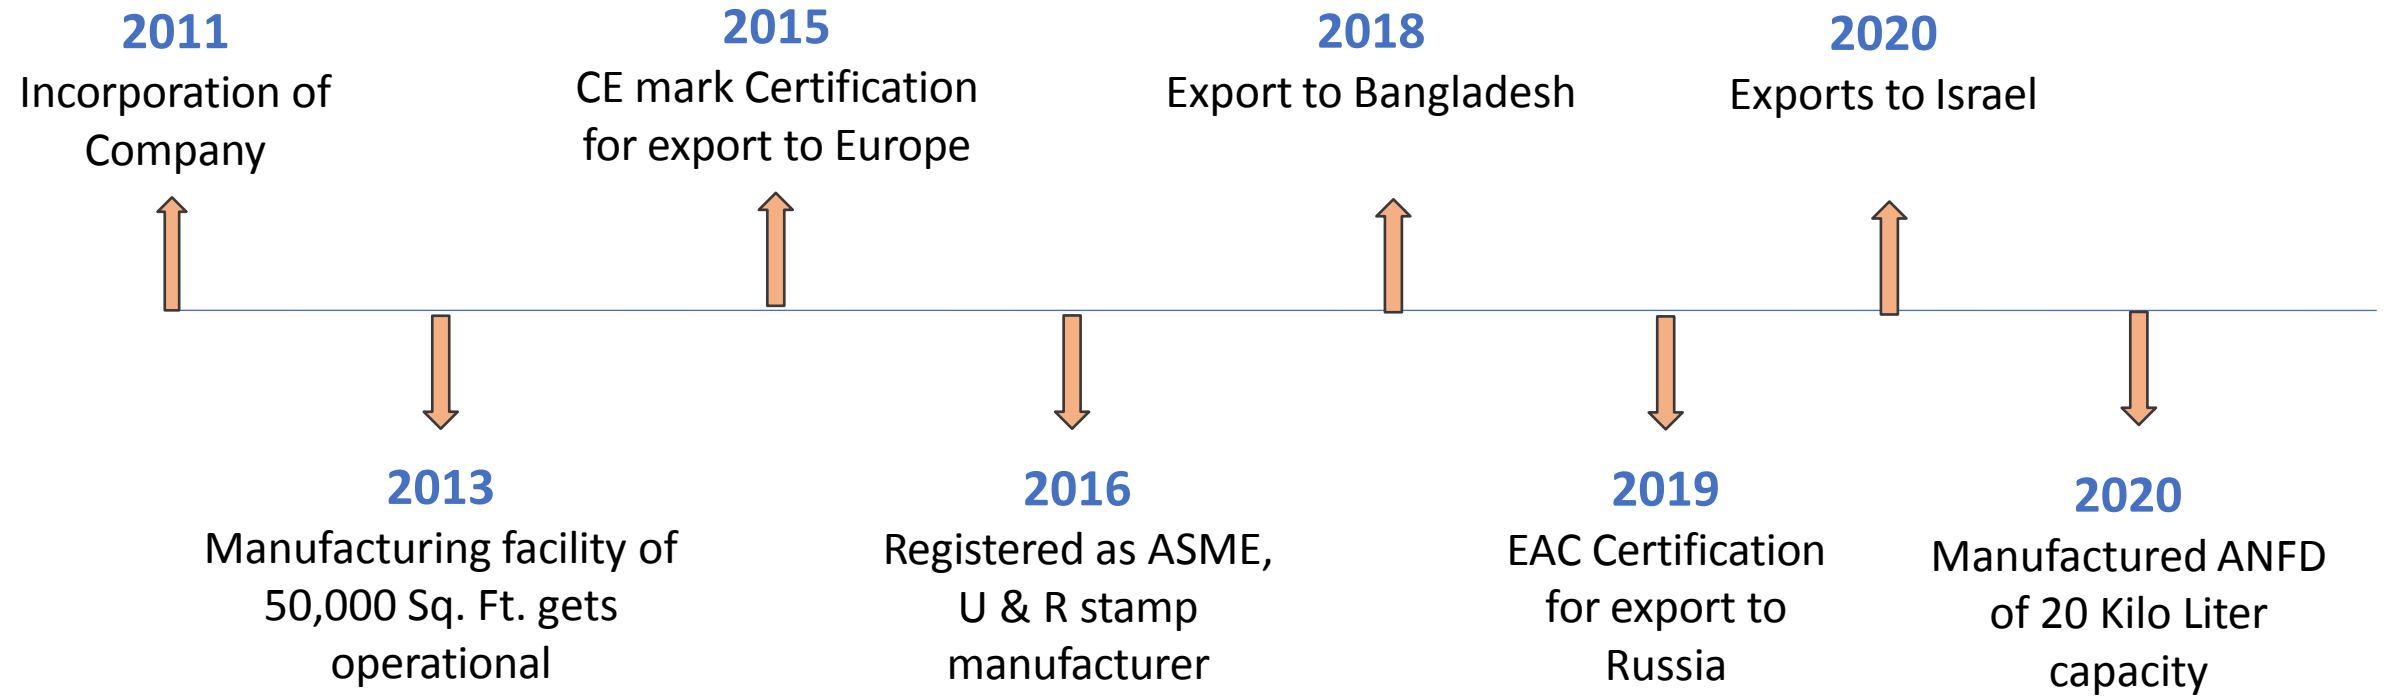 2011
Incorporation of
Company
2015
CE mark Certification
for export to Europe
2018
Export to Bangladesh
2020
Exports to Israel
2013
Manufacturing facility of
50,000 Sq. Ft. gets
operational
2016
Registered as ASME,
U & R stamp
manufacturer
2019
EAC Certification
for export to
Russia
2020
Manufactured ANFD
of 20 Kilo Liter
capacity